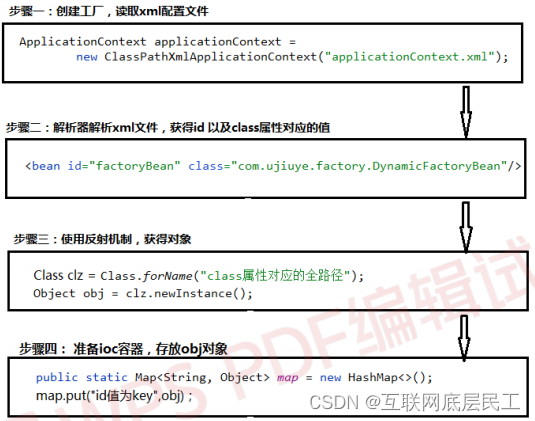 步骤一：创建工厂，读取xml配置文件
ApplicationContext applicationContext =
new ClassPathXmlApplicationContext("applicationContext.xml");
步骤二：解析器解析xml文件，获得id 以及class属性对应的值
<bean id="factoryBean" class="com.ujiuye.factory.DynamicFactoryBean"/>
步骤三：使用反射机制，获得对象
Class clz = Class.forName("class属性对应的全路径");
Object obj = clz.newInstance();
步骤四： 准备ioc容器，存放obj对象
public static Map<String, Object> map = new HashMap<>();
map.put("id值为key",obj)；
WPS PDF编辑试
CSDN @互联网底层民工